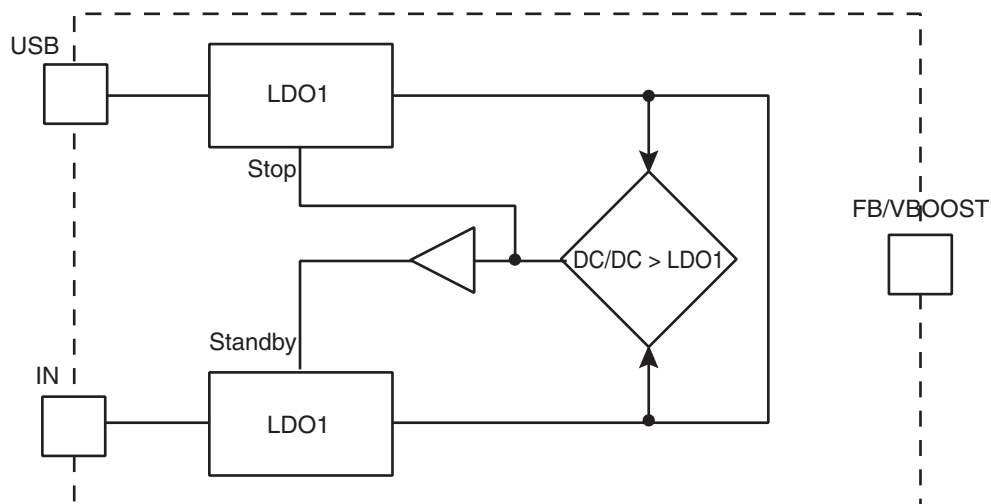 USB
LDO1
Stop
FB/VBOOST
DC/DC > LDO1
Standby
IN
LDO1